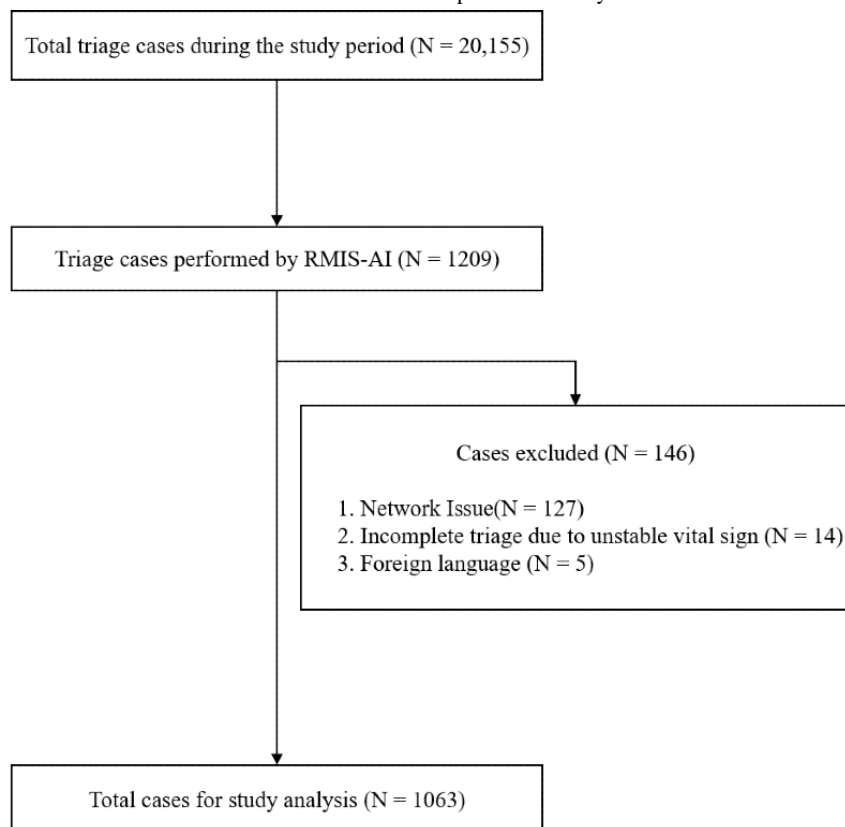 Total triage cases during the study period (N = 20,155)
Triage cases performed by RMIS-AI (N = 1209)
Cases excluded (N = 146)
1. Network Issue(N = 127)
2. Incomplete triage due to unstable vital sign (N = 14)
3. Foreign language (N = 5)
Total cases for study analysis (N = 1063)